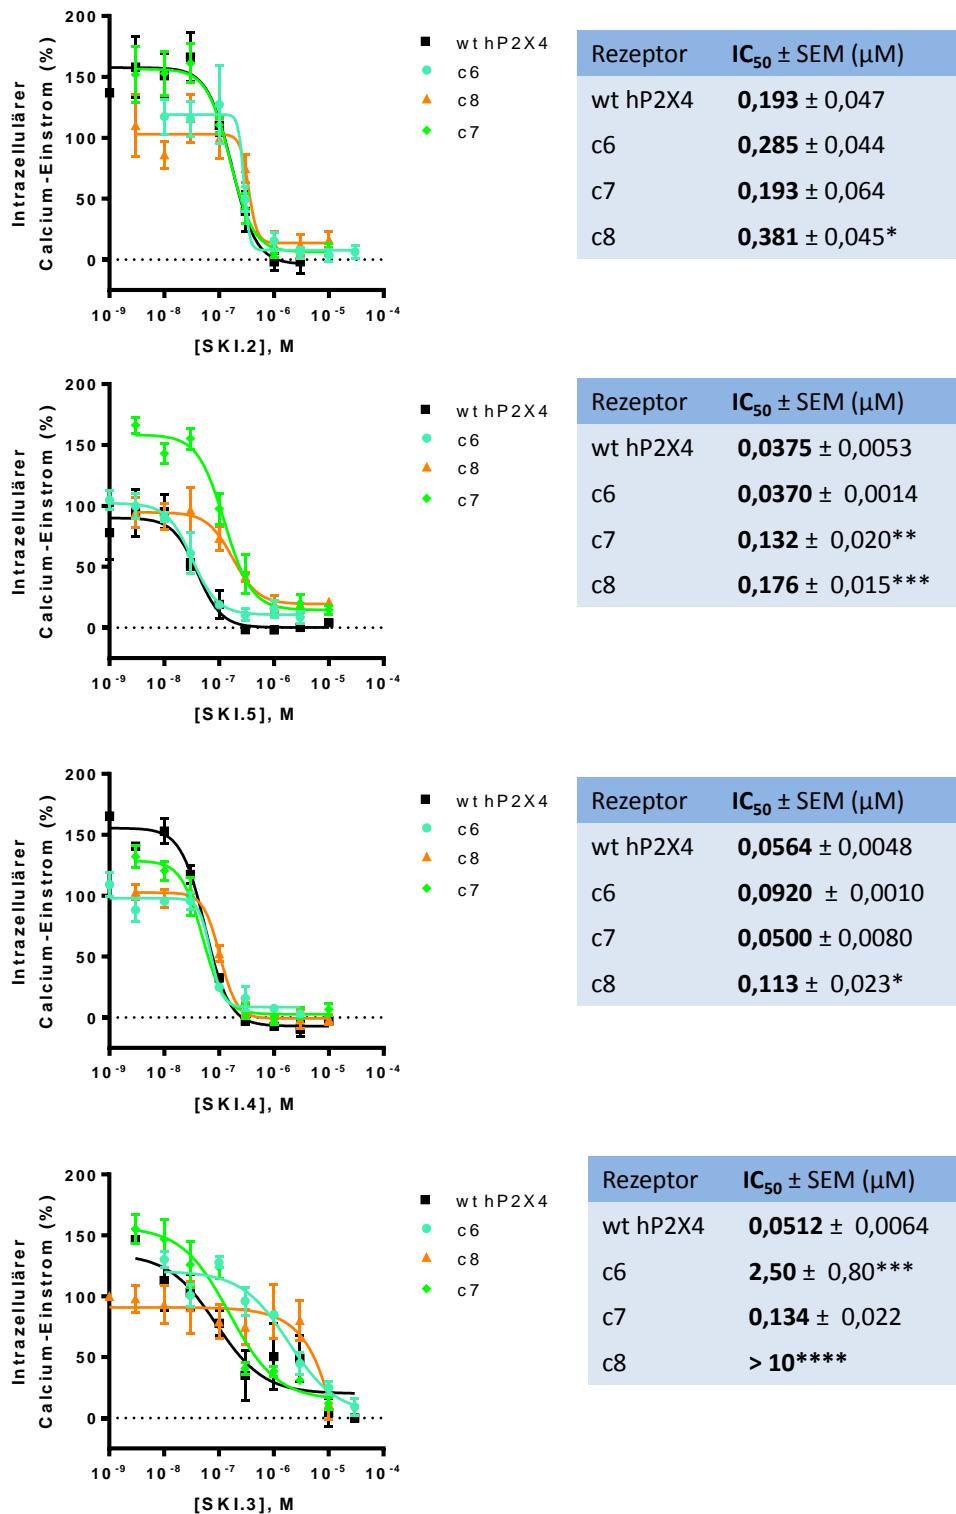 Intrazellulärer
Calcium-Einstrom (%)
200
150
100
50
0
10⁻⁹ 10⁻⁸ 10⁻⁷ 10⁻⁶ 10⁻⁵ 10⁻⁴
[SKI.2], M
wt hP2X4
c6
c8
c7
Rezeptor IC₅₀ ± SEM (µM)
wt hP2X4 0,193 ± 0,047
c6 0,285 ± 0,044
c7 0,193 ± 0,064
c8 0,381 ± 0,045*
Intrazellulärer
Calcium-Einstrom (%)
200
150
100
50
0
10⁻⁹ 10⁻⁸ 10⁻⁷ 10⁻⁶ 10⁻⁵ 10⁻⁴
[SKI.5], M
wt hP2X4
c6
c8
c7
Rezeptor IC₅₀ ± SEM (µM)
wt hP2X4 0,0375 ± 0,0053
c6 0,0370 ± 0,0014
c7 0,132 ± 0,020**
c8 0,176 ± 0,015***
Intrazellulärer
Calcium-Einstrom (%)
200
150
100
50
0
10⁻⁹ 10⁻⁸ 10⁻⁷ 10⁻⁶ 10⁻⁵ 10⁻⁴
[SKI.4], M
wt hP2X4
c6
c8
c7
Rezeptor IC₅₀ ± SEM (µM)
wt hP2X4 0,0564 ± 0,0048
c6 0,0920 ± 0,0010
c7 0,0500 ± 0,0080
c8 0,113 ± 0,023*
Intrazellulärer
Calcium-Einstrom (%)
200
150
100
50
0
10⁻⁹ 10⁻⁸ 10⁻⁷ 10⁻⁶ 10⁻⁵ 10⁻⁴
[SKI.3], M
wt hP2X4
c6
c8
c7
Rezeptor IC₅₀ ± SEM (µM)
wt hP2X4 0,0512 ± 0,0064
c6 2,50 ± 0,80***
c7 0,134 ± 0,022
c8 > 10****